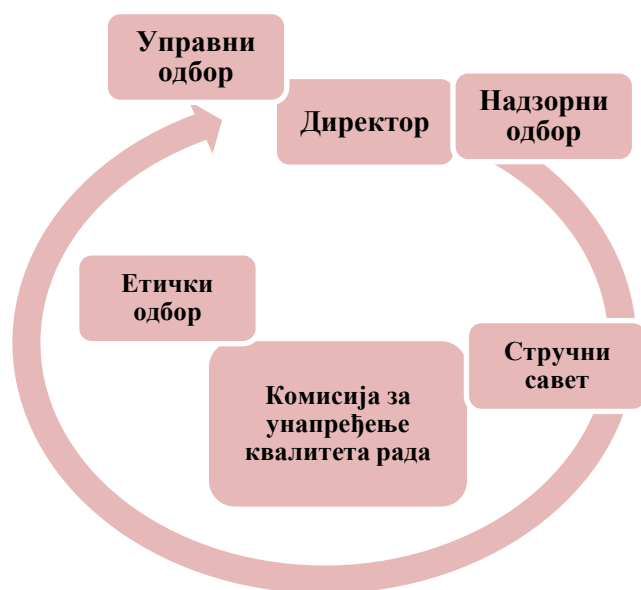 Управни
одбор
Директор
Надзорни
одбор
Етички
одбор
Стручни
савет
Комисија за
унапређење
квалитета рада